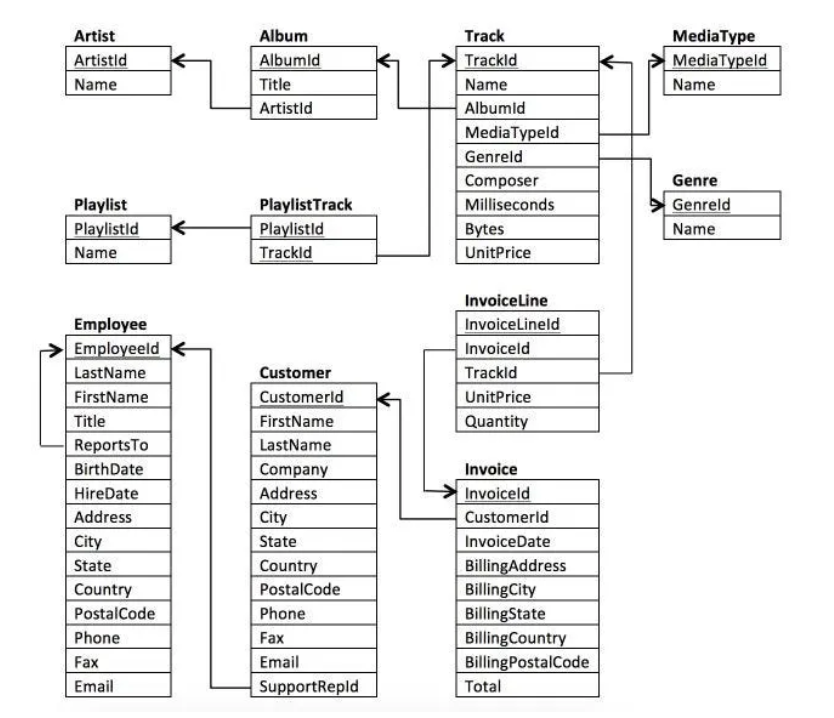 Artist
ArtistId
Name
Album
AlbumId
Title
ArtistId
Track
TrackId
Name
AlbumId
MediaTypeId
GenreId
Composer
Milliseconds
Bytes
UnitPrice
MediaType
MediaTypeId
Name
Genre
GenreId
Name
Playlist
PlaylistId
Name
PlaylistTrack
PlaylistId
TrackId
Employee
EmployeeId
LastName
FirstName
Title
ReportsTo
BirthDate
HireDate
Address
City
State
Country
PostalCode
Phone
Fax
Email
Customer
CustomerId
FirstName
LastName
Company
Address
City
State
Country
PostalCode
Phone
Fax
Email
SupportRepId
InvoiceLine
InvoiceLineId
InvoiceId
TrackId
UnitPrice
Quantity
Invoice
InvoiceId
CustomerId
InvoiceDate
BillingAddress
BillingCity
BillingState
BillingCountry
BillingPostalCode
Total